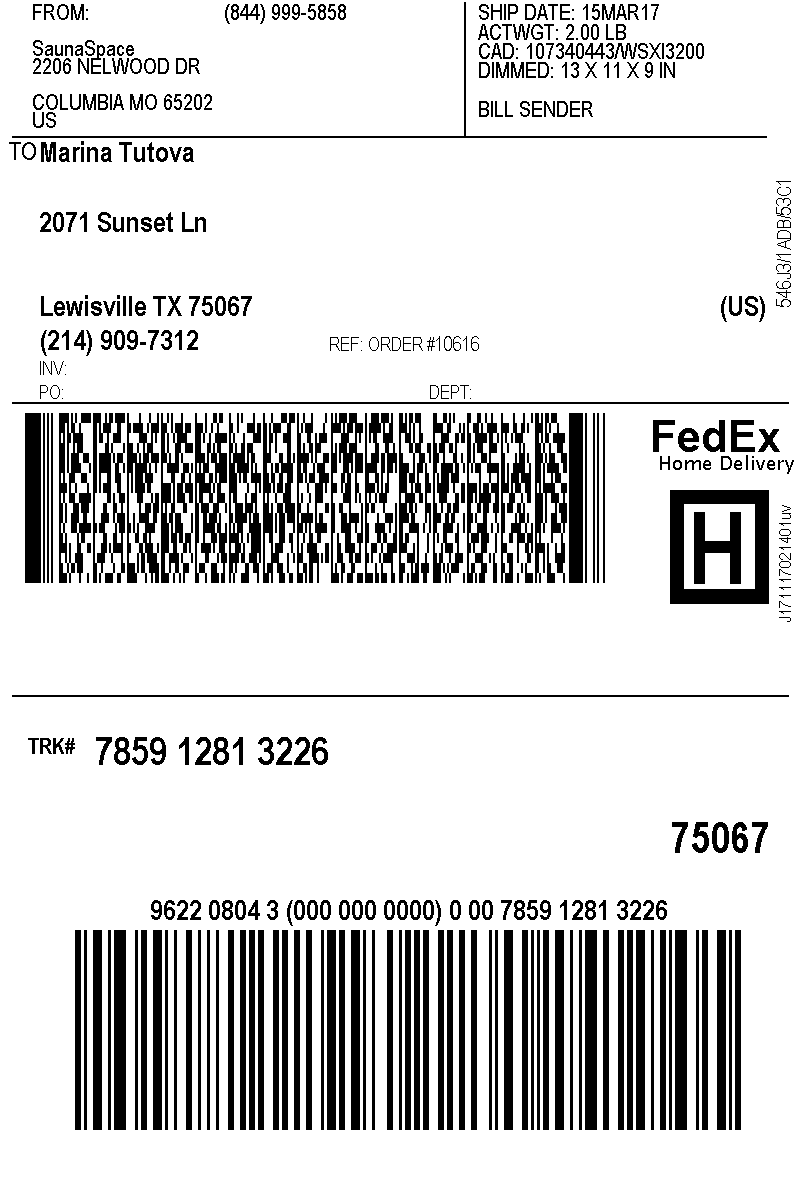 FROM: (844) 999-5858
SaunaSpace
2206 NELWOOD DR
COLUMBIA MO 65202
US
SHIP DATE: 15MAR17
ACTWGT: 2.00 LB
CAD: 107340443/WSXI3200
DIMMED: 13 X 11 X 9 IN
BILL SENDER
TO Marina Tutova
2071 Sunset Ln
Lewisville TX 75067 (US)
(214) 909-7312 REF: ORDER #10616
INV:
PO: DEPT:
546J3/1ADB/53C1
FedEx
Home Delivery
H
J171117021401uv
TRK# 7859 1281 3226
75067
9622 0804 3 (000 000 0000) 0 00 7859 1281 3226